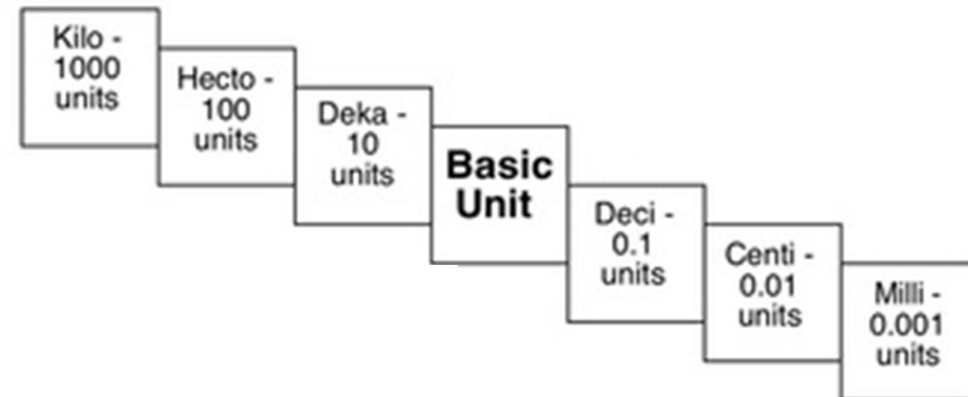 Kilo -
1000
units
Hecto -
100
units
Deka -
10
units
Basic
Unit
Deci -
0.1
units
Centi -
0.01
units
Milli -
0.001
units